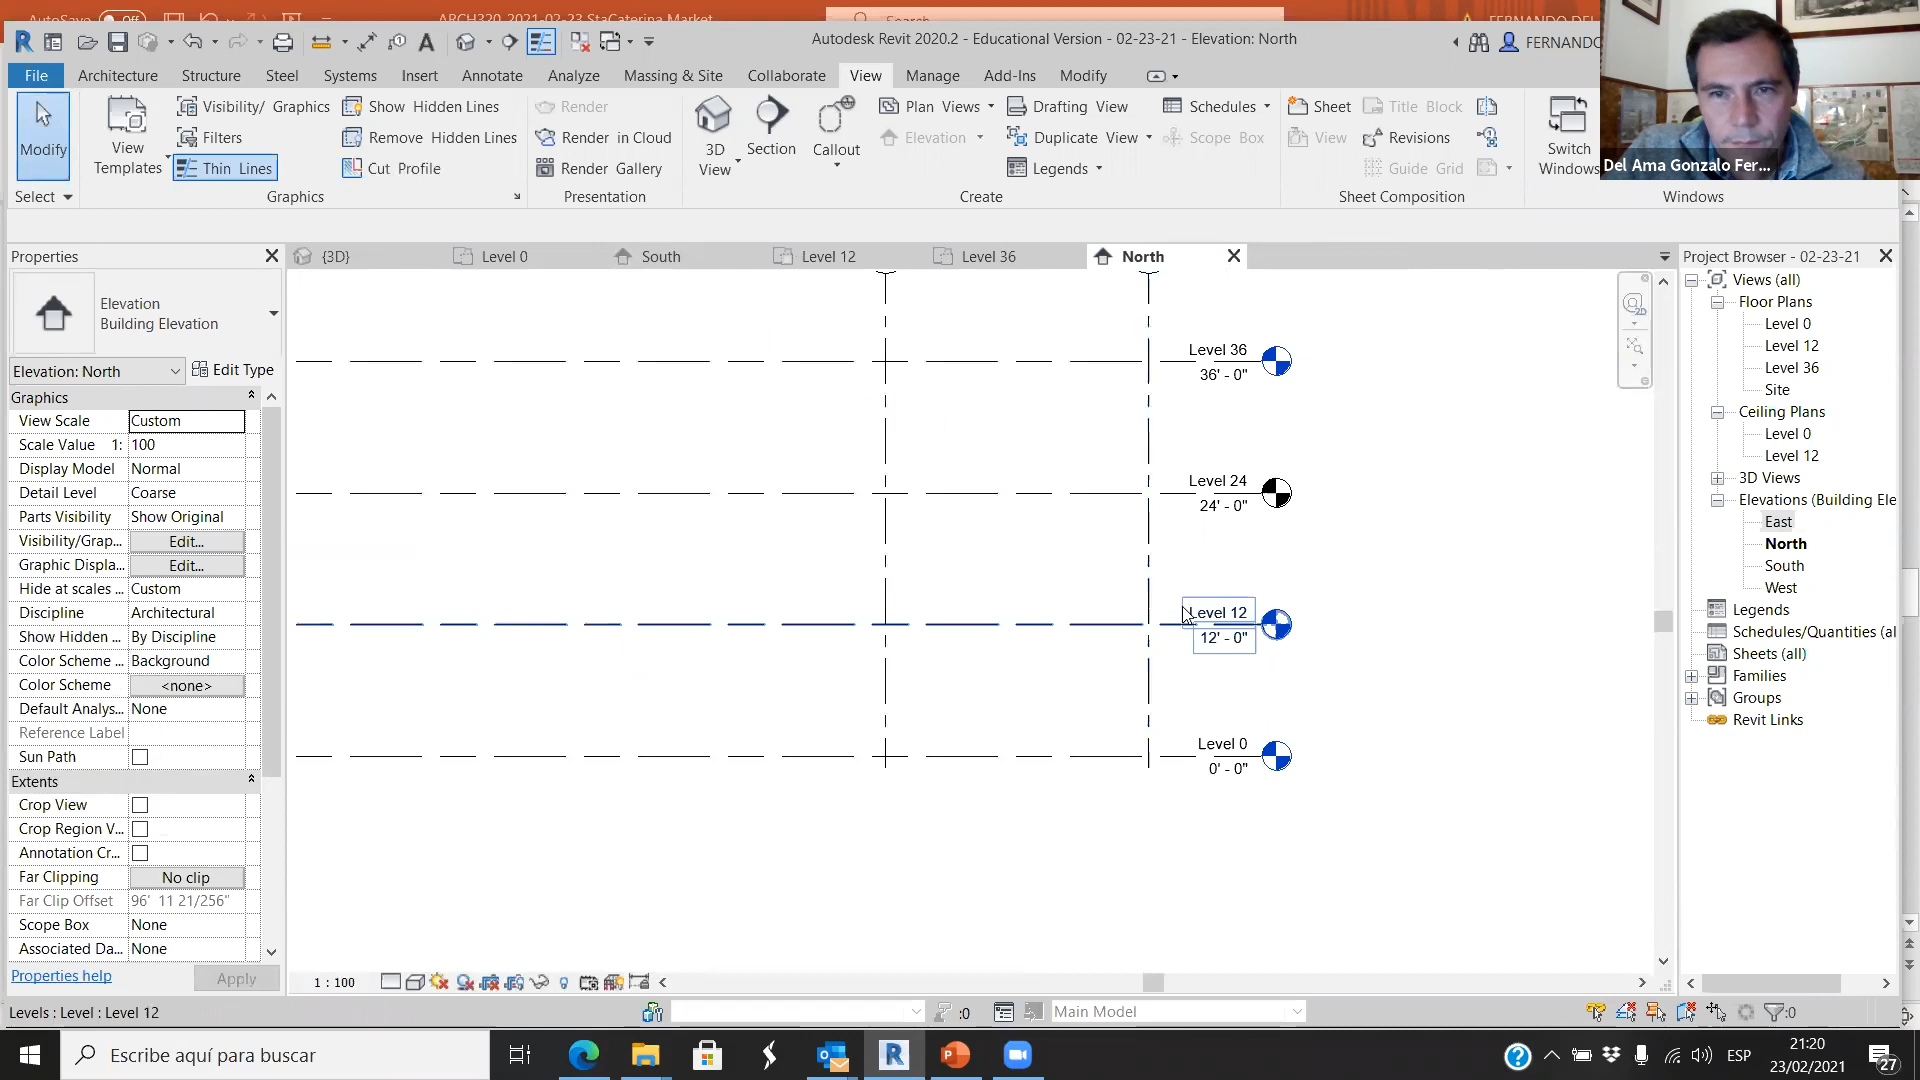 AutoSave Off ARCH320_2021-02-23 StaCaterina Market Search FERNANDO DEL
Autodesk Revit 2020.2 - Educational Version - 02-23-21 - Elevation: North
FERNANDO
File Architecture Structure Steel Systems Insert Annotate Analyze Massing & Site Collaborate View Manage Add-Ins Modify
Modify
View Templates
Visibility/ Graphics
Filters
Thin Lines
Show Hidden Lines
Remove Hidden Lines
Cut Profile
Render
Render in Cloud
Render Gallery
3D View
Section
Callout
Plan Views
Elevation
Drafting View
Duplicate View
Legends
Schedules
Scope Box
Sheet
View
Title Block
Revisions
Guide Grid
Switch Windows
Del Ama Gonzalo Fer...
Select Graphics Presentation Create Sheet Composition Windows
Properties
{3D} Level 0 South Level 12 Level 36 North
Project Browser - 02-23-21
Elevation
Building Elevation
Elevation: North Edit Type
Graphics
View Scale Custom
Scale Value 1: 100
Display Model Normal
Detail Level Coarse
Parts Visibility Show Original
Visibility/Grap... Edit...
Graphic Displa... Edit...
Hide at scales ... Custom
Discipline Architectural
Show Hidden ... By Discipline
Color Scheme ... Background
Color Scheme <none>
Default Analys... None
Reference Label
Sun Path
Extents
Crop View
Crop Region V...
Annotation Cr...
Far Clipping No clip
Far Clip Offset 96' 11 21/256"
Scope Box None
Associated Da... None
Properties help Apply
Level 36
36' - 0"
Level 24
24' - 0"
Level 12
12' - 0"
Level 0
0' - 0"
2D
Views (all)
Floor Plans
Level 0
Level 12
Level 36
Site
Ceiling Plans
Level 0
Level 12
3D Views
Elevations (Building Ele
East
North
South
West
Legends
Schedules/Quantities (al
Sheets (all)
Families
Groups
Revit Links
1 : 100
Levels : Level : Level 12
:0
Main Model
:0
Escribe aquí para buscar
ESP
21:20
23/02/2021
27